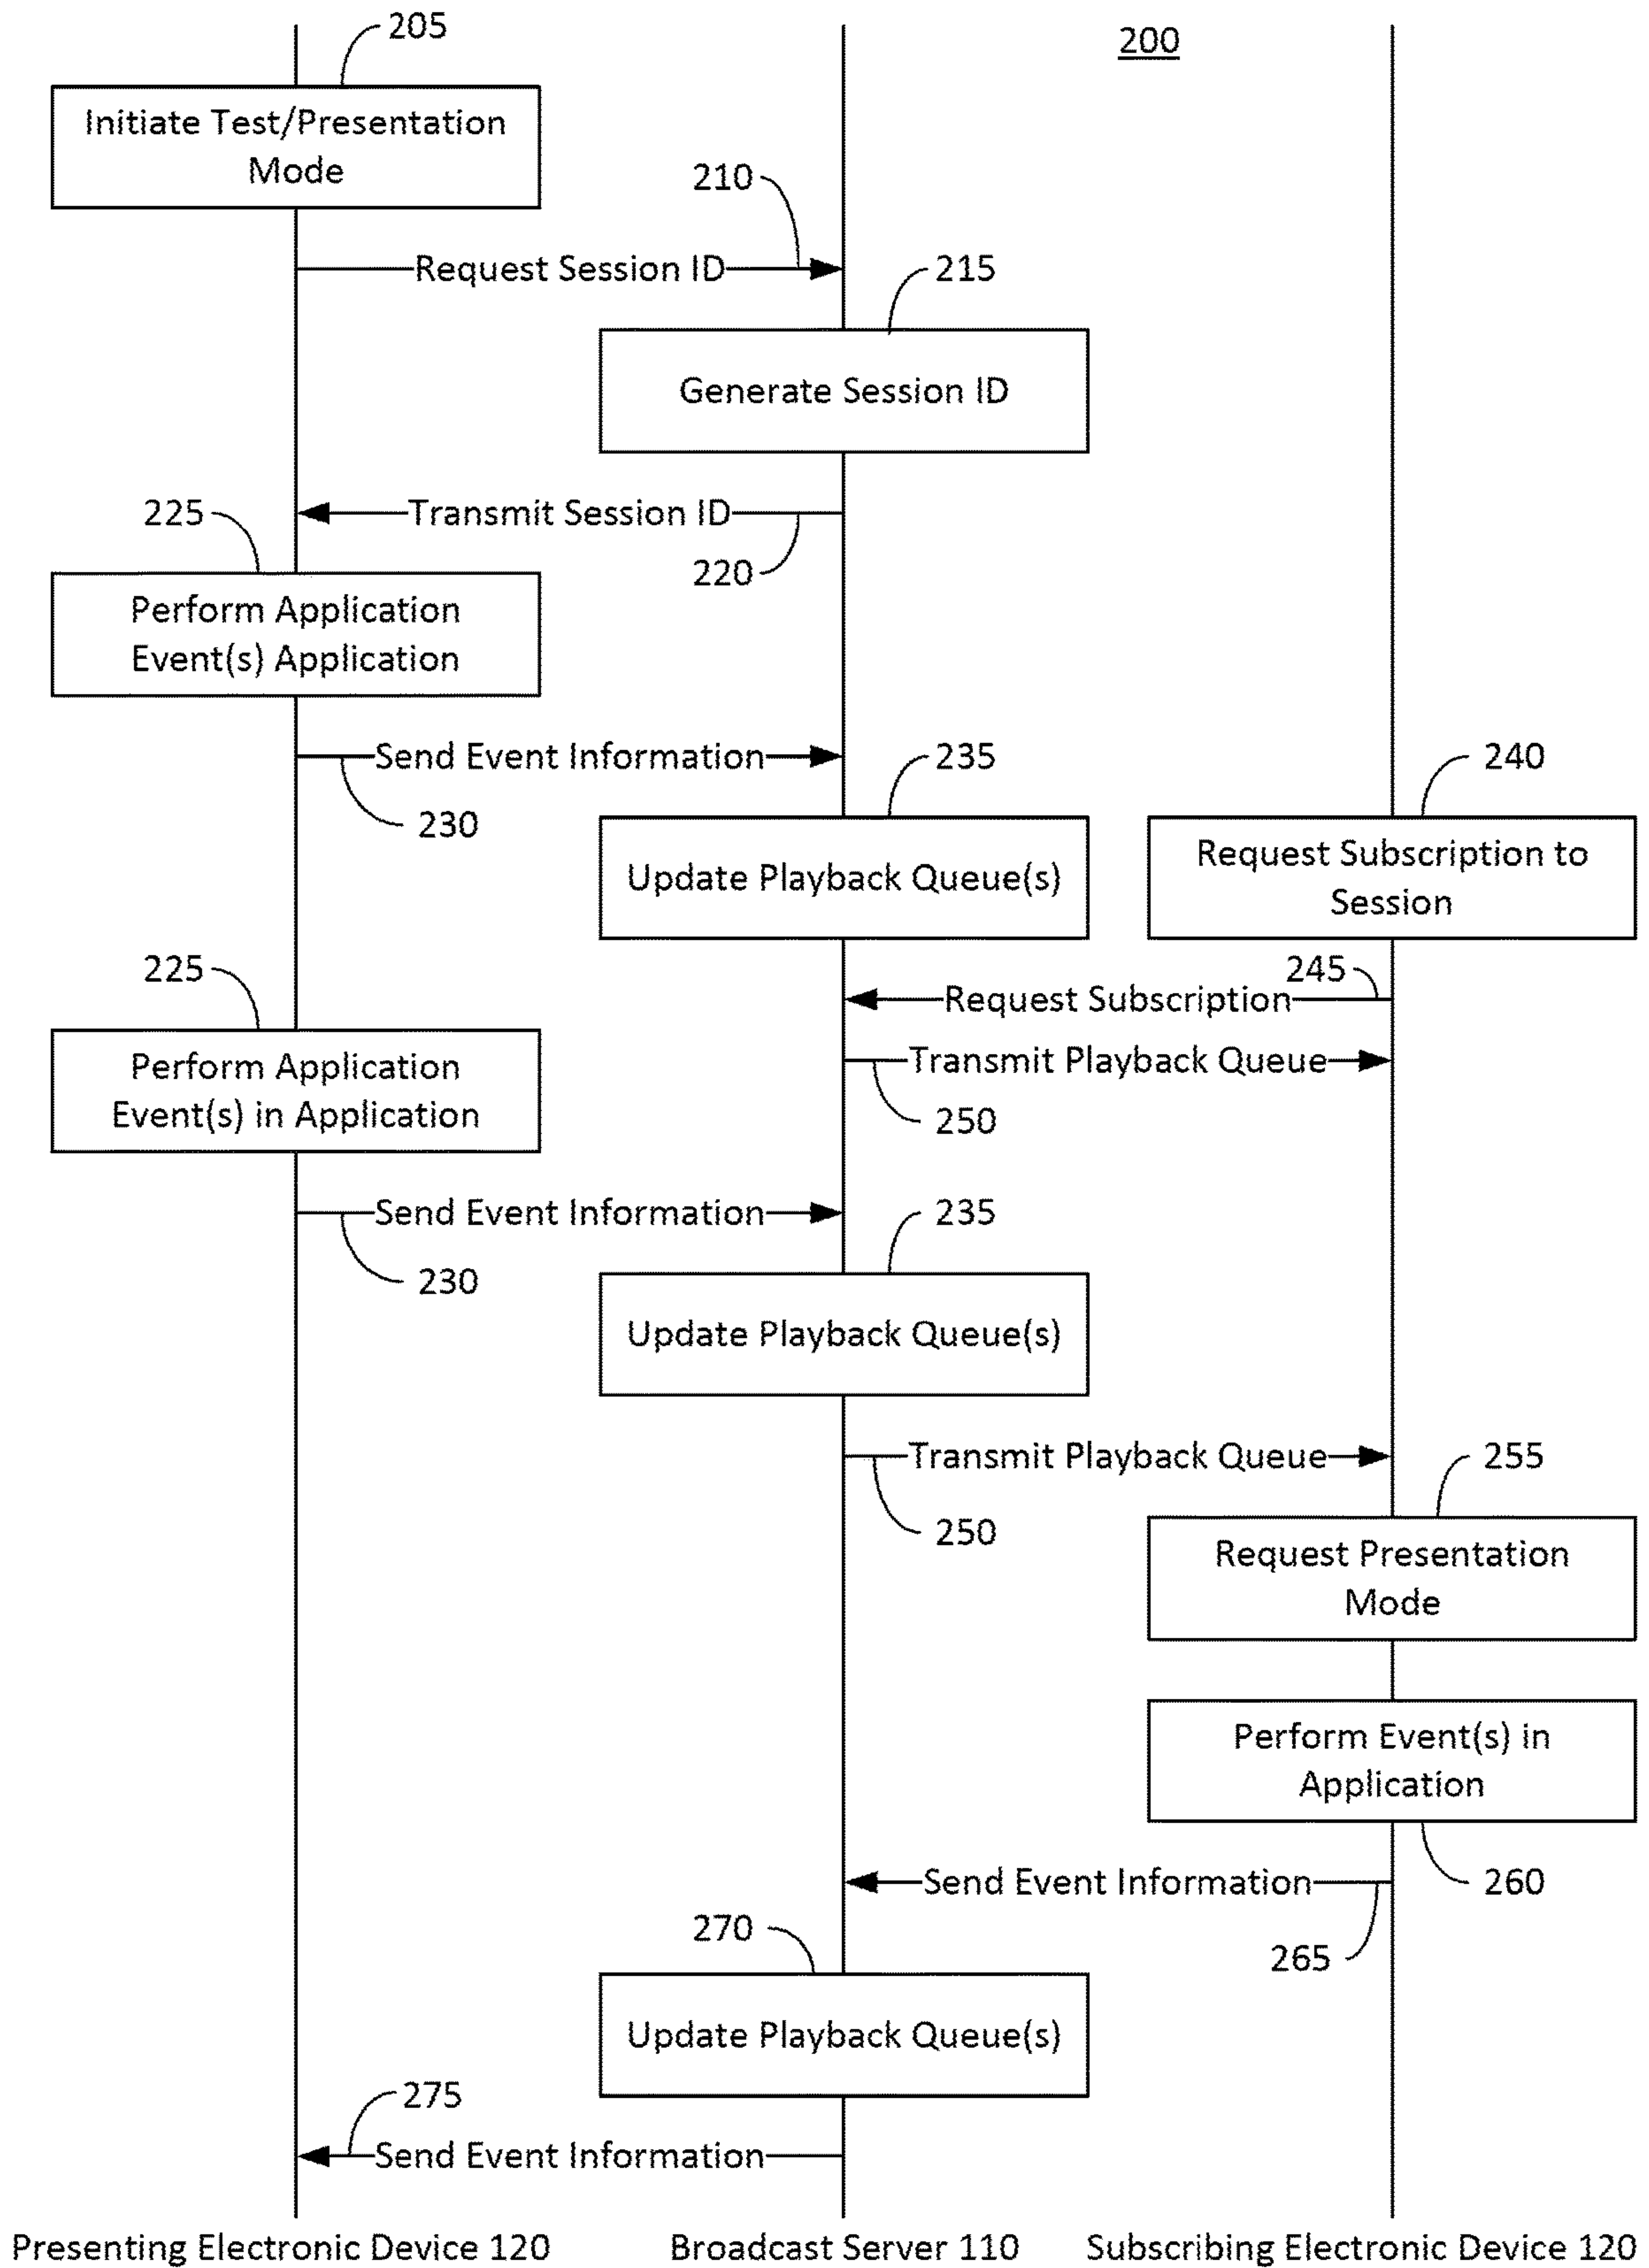 205
200
Initiate Test/Presentation
Mode
210
Request Session ID
215
Generate Session ID
225
Transmit Session ID
220
Perform Application
Event(s) Application
Send Event Information
235
240
230
Update Playback Queue(s)
Request Subscription to
Session
225
245
Request Subscription
Perform Application
Event(s) in Application
Transmit Playback Queue
250
Send Event Information
235
230
Update Playback Queue(s)
Transmit Playback Queue
255
250
Request Presentation
Mode
Perform Event(s) in
Application
Send Event Information
260
270
265
Update Playback Queue(s)
275
Send Event Information
Presenting Electronic Device 120
Broadcast Server 110
Subscribing Electronic Device 120